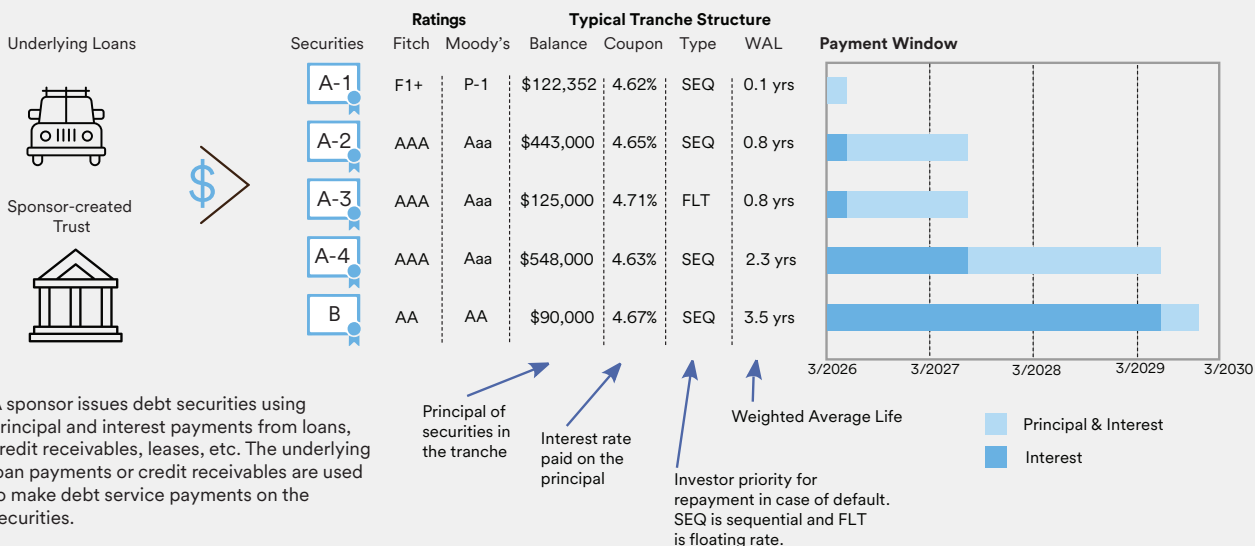 Ratings Typical Tranche Structure
Underlying Loans Securities Fitch Moody's Balance Coupon Type WAL Payment Window
A-1 F1+ P-1 $122,352 4.62% SEQ 0.1 yrs
A-2 AAA Aaa $443,000 4.65% SEQ 0.8 yrs
$
A-3 AAA Aaa $125,000 4.71% FLT 0.8 yrs
Sponsor-created
Trust
A-4 AAA Aaa $548,000 4.63% SEQ 2.3 yrs
B AA AA $90,000 4.67% SEQ 3.5 yrs
3/2026 3/2027 3/2028 3/2029 3/2030
sponsor issues debt securities using
rincipal and interest payments from loans,
redit receivables, leases, etc. The underlying
oan payments or credit receivables are used
o make debt service payments on the
ecurities.
Principal of
securities in
the tranche
Interest rate
paid on the
principal
Investor priority for
repayment in case of default.
SEQ is sequential and FLT
is floating rate.
Weighted Average Life
Principal & Interest
Interest